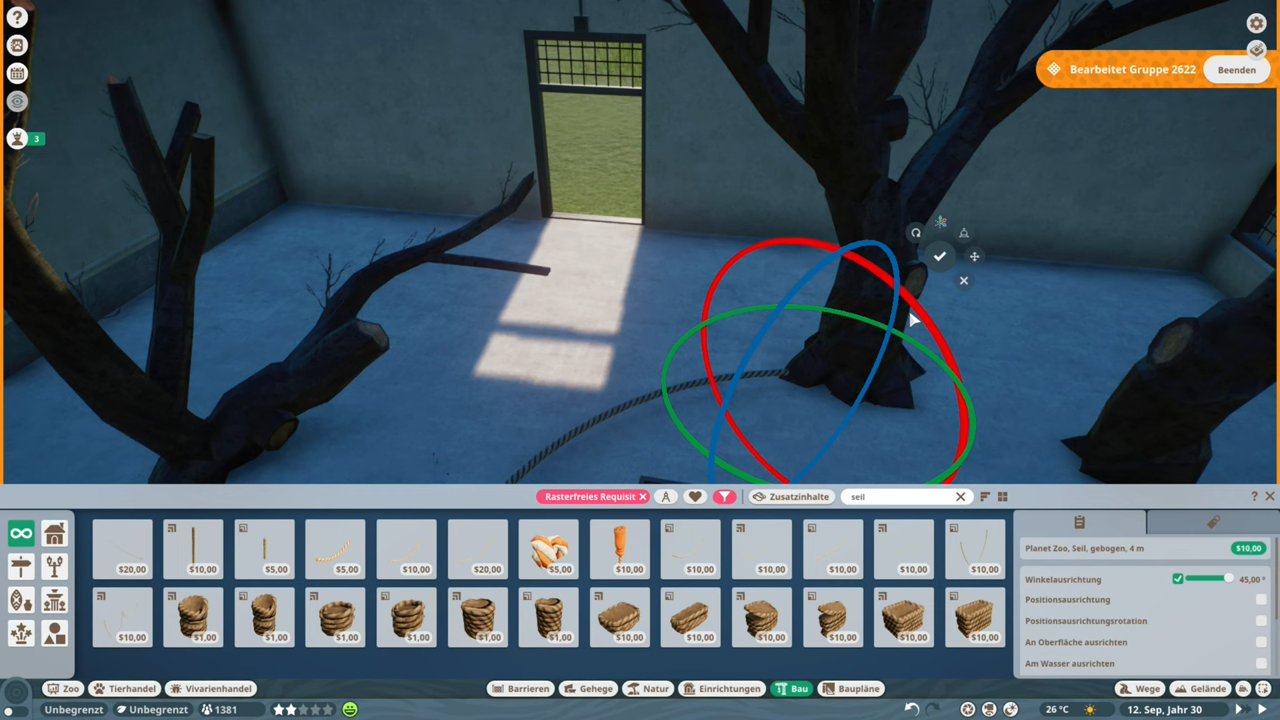 ?
Bearbeitet Gruppe 2622
Beenden
3
Rasterfreies Requisit ×
Zusatzinhalte
seil
? ×
$20,00
$10,00
$5,00
$5,00
$10,00
$20,00
$5,00
$10,00
$10,00
$10,00
$10,00
$10,00
$10,00
$10,00
$1,00
$1,00
$1,00
$1,00
$1,00
$1,00
$10,00
$10,00
$10,00
$10,00
$10,00
$10,00
Planet Zoo, Seil, gebogen, 4 m
$10,00
Winkelausrichtung
45,00°
Positionsausrichtung
Positionsausrichtungsrotation
An Oberfläche ausrichten
Am Wasser ausrichten
Zoo
Tierhandel
Vivarienhandel
Barrieren
Gehege
Natur
Einrichtungen
Bau
Baupläne
Wege
Gelände
Unbegrenzt
Unbegrenzt
1381
26 °C
12. Sep, Jahr 30